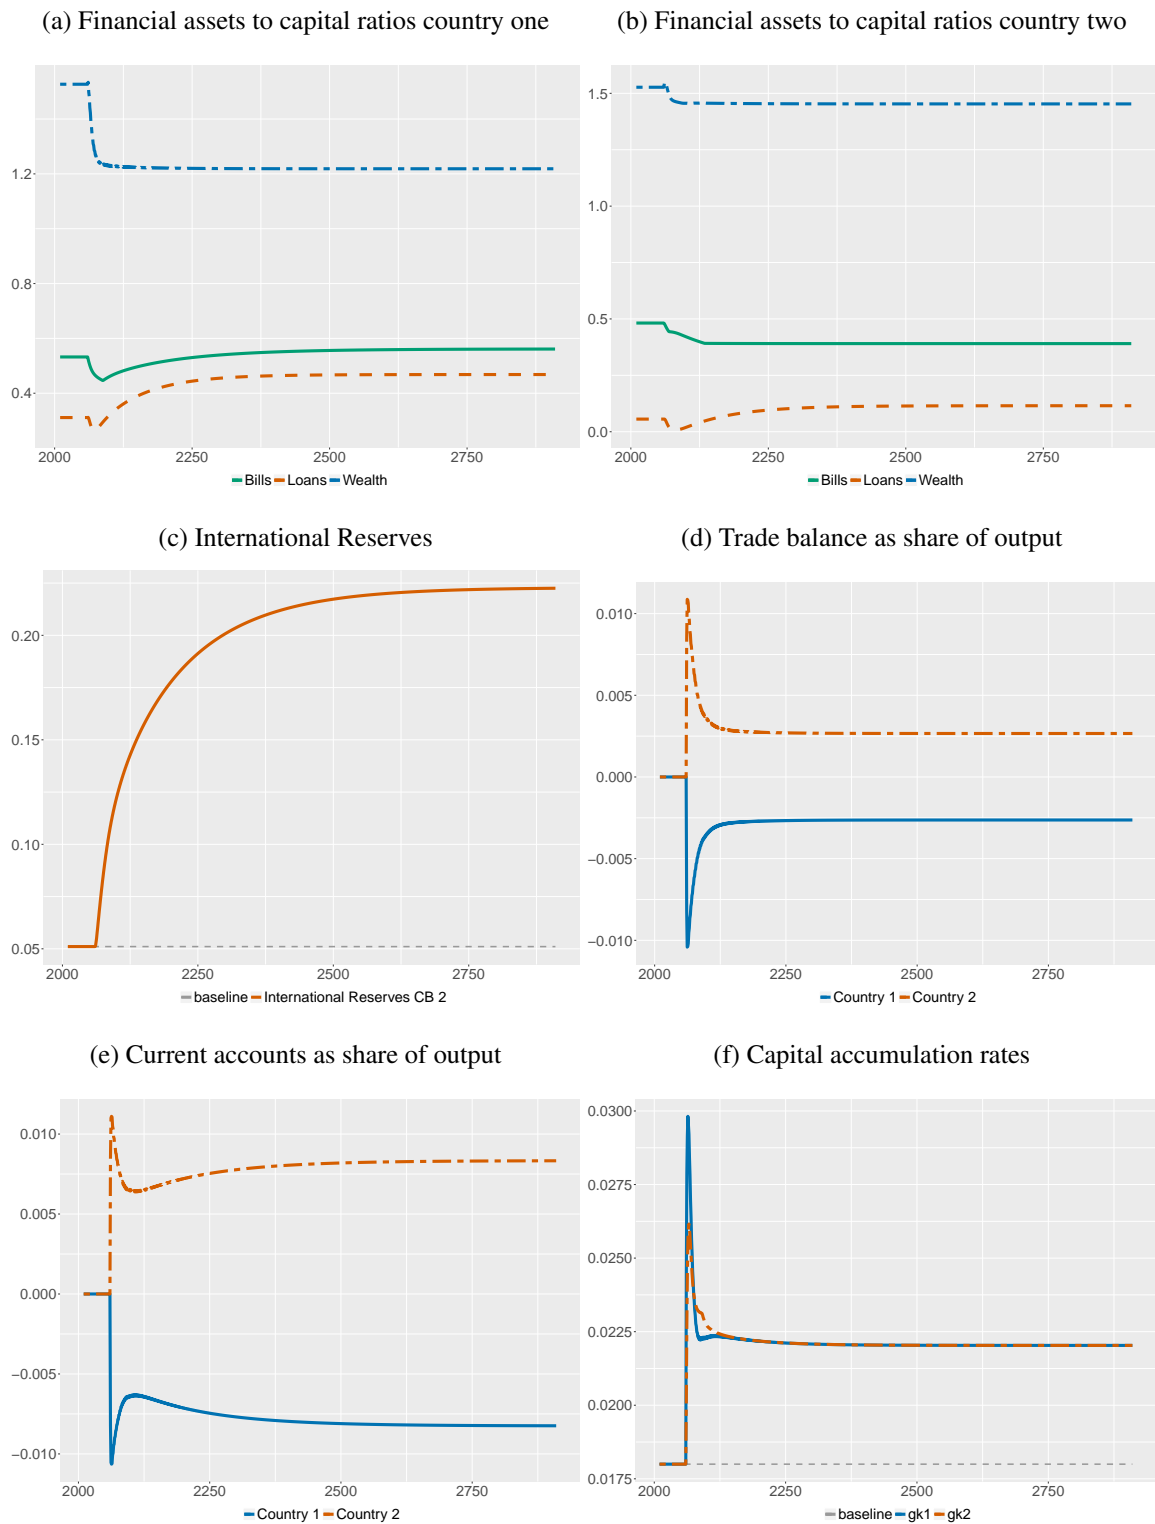 (a) Financial assets to capital ratios country one
1.2
0.8
0.4
2000 2250 2500 2750
Bills Loans Wealth
(b) Financial assets to capital ratios country two
1.5
1.0
0.5
0.0
2000 2250 2500 2750
Bills Loans Wealth
(c) International Reserves
0.20
0.15
0.10
0.05
2000 2250 2500 2750
baseline International Reserves CB 2
(d) Trade balance as share of output
0.010
0.005
0.000
−0.005
−0.010
2000 2250 2500 2750
Country 1 Country 2
(e) Current accounts as share of output
0.010
0.005
0.000
−0.005
−0.010
2000 2250 2500 2750
Country 1 Country 2
(f) Capital accumulation rates
0.0300
0.0275
0.0250
0.0225
0.0200
0.0175
2000 2250 2500 2750
baseline gk1 gk2